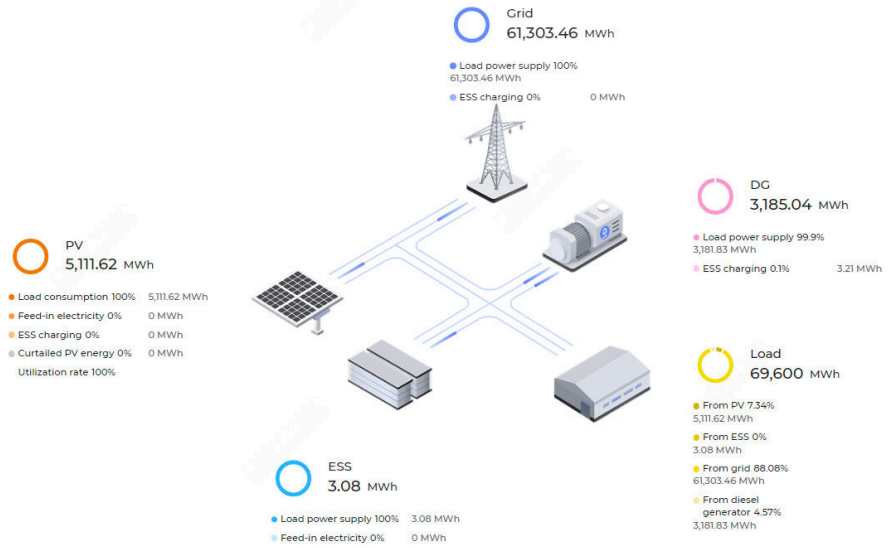 Grid
61,303.46 MWh
Load power supply 100%
61,303.46 MWh
ESS charging 0% 0 MWh
DG
3,185.04 MWh
Load power supply 99.9%
3,181.83 MWh
ESS charging 0.1% 3.21 MWh
PV
5,111.62 MWh
Load consumption 100% 5,111.62 MWh
Feed-in electricity 0% 0 MWh
ESS charging 0% 0 MWh
Curtailed PV energy 0% 0 MWh
Utilization rate 100%
Load
69,600 MWh
From PV 7.34%
5,111.62 MWh
From ESS 0%
3.08 MWh
From grid 88.08%
61,303.46 MWh
From diesel
generator 4.57%
3,181.83 MWh
ESS
3.08 MWh
Load power supply 100% 3.08 MWh
Feed-in electricity 0% 0 MWh